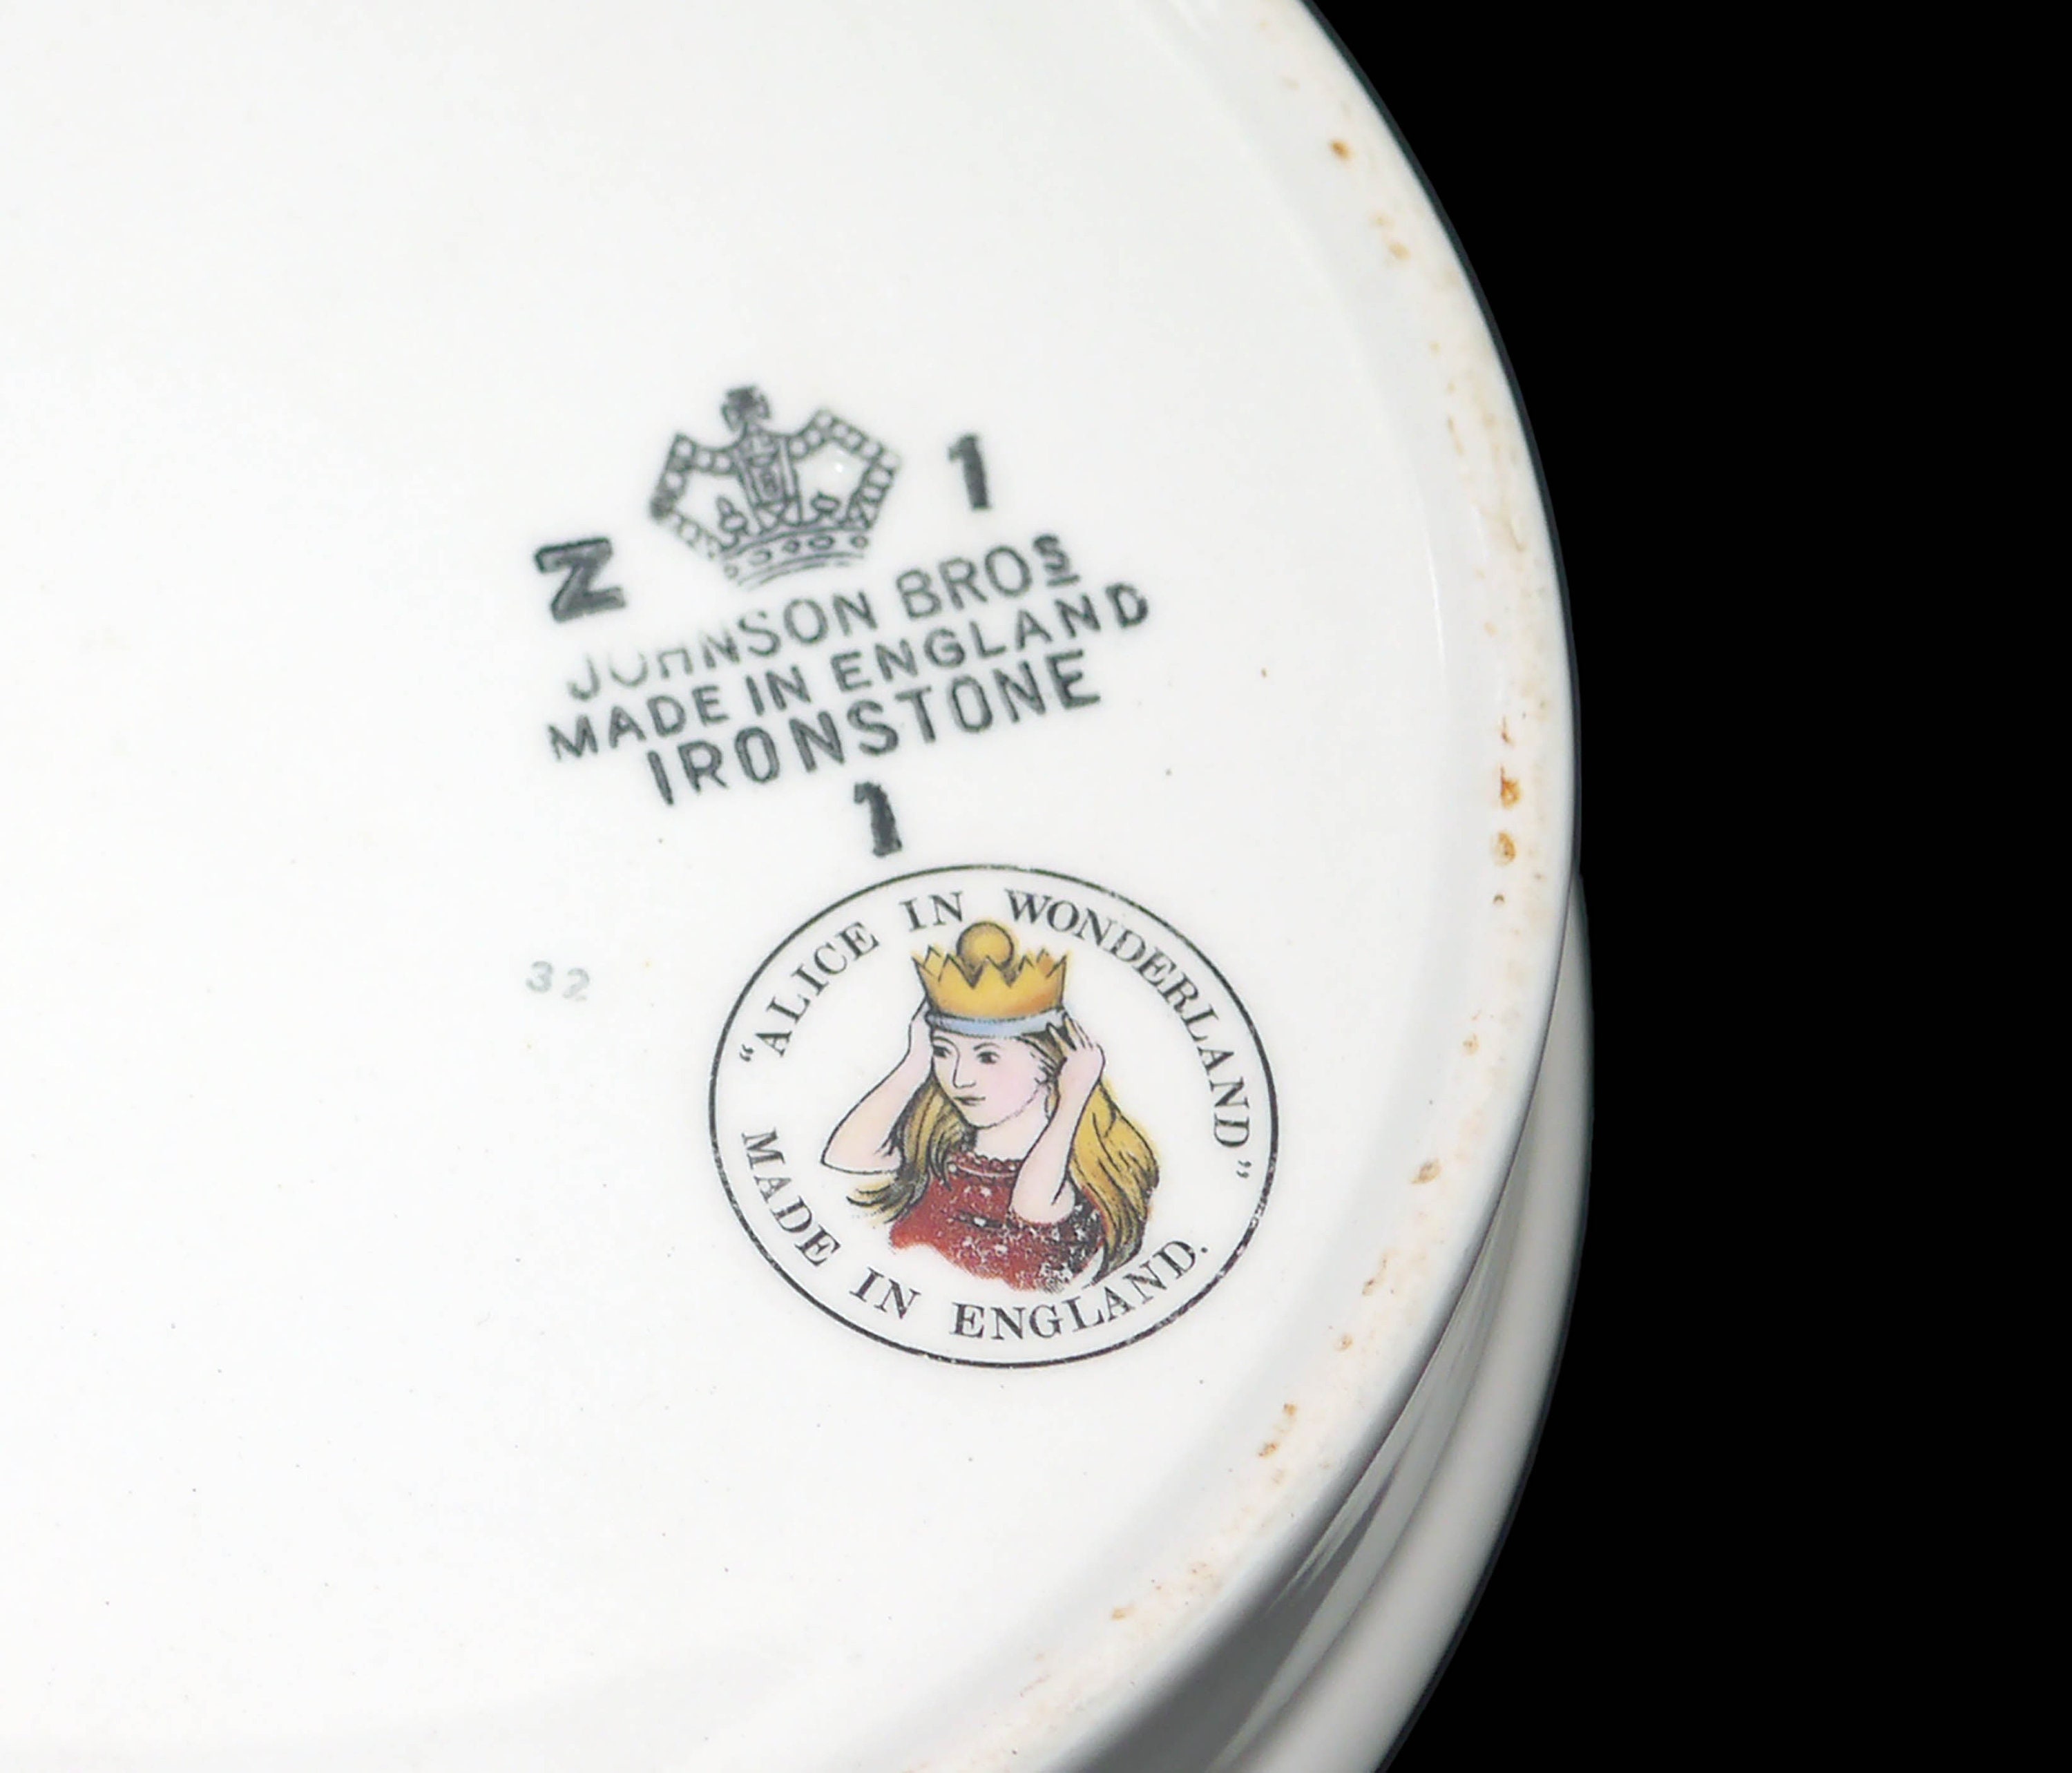 1
Z
JOHNSON BROS
MADE IN ENGLAND
IRONSTONE
1
"ALICE IN WONDERLAND"
MADE IN ENGLAND.
32